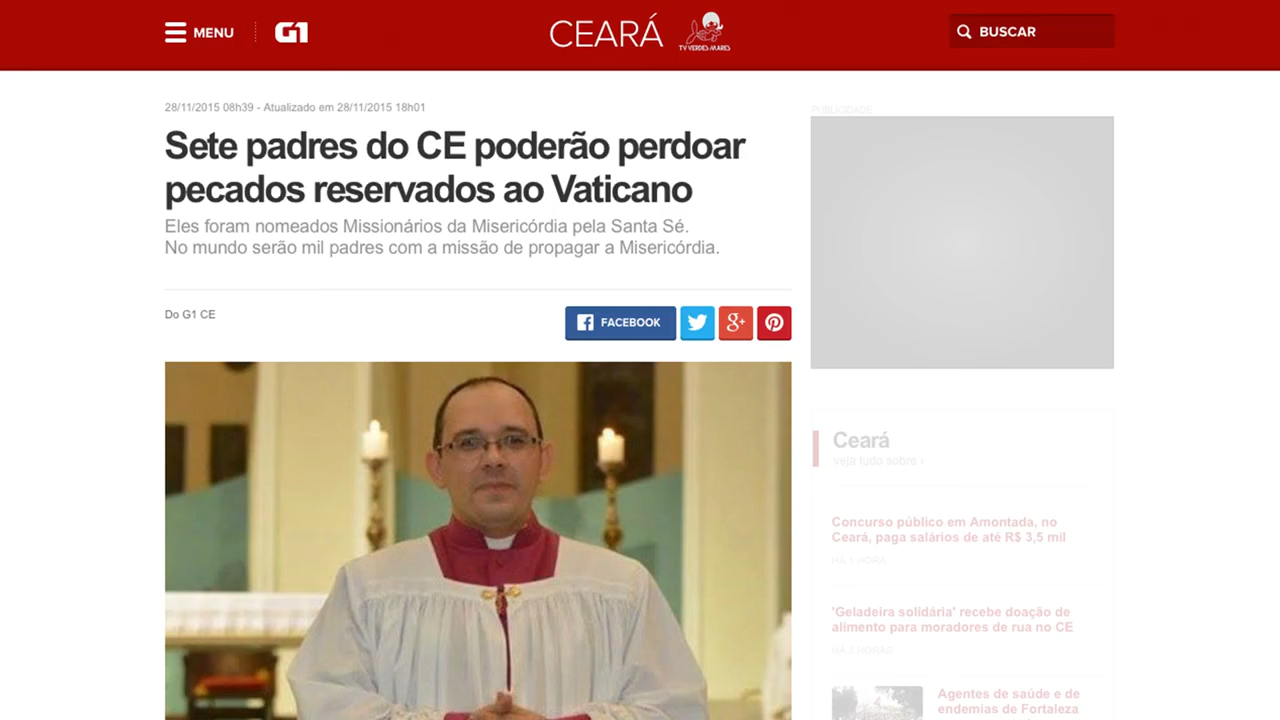 MENU
G1
CEARÁ
TV VERDES MARES
BUSCAR
28/11/2015 08h39 - Atualizado em 28/11/2015 18h01
Sete padres do CE poderão perdoar
pecados reservados ao Vaticano
Eles foram nomeados Missionários da Misericórdia pela Santa Sé.
No mundo serão mil padres com a missão de propagar a Misericórdia.
Do G1 CE
FACEBOOK
g+
PUBLICIDADE
Ceará
veja tudo sobre ›
Concurso público em Amontada, no
Ceará, paga salários de até R$ 3,5 mil
HÁ 1 HORA
'Geladeira solidária' recebe doação de
alimento para moradores de rua no CE
HÁ 2 HORAS
Agentes de saúde e de
endemias de Fortaleza